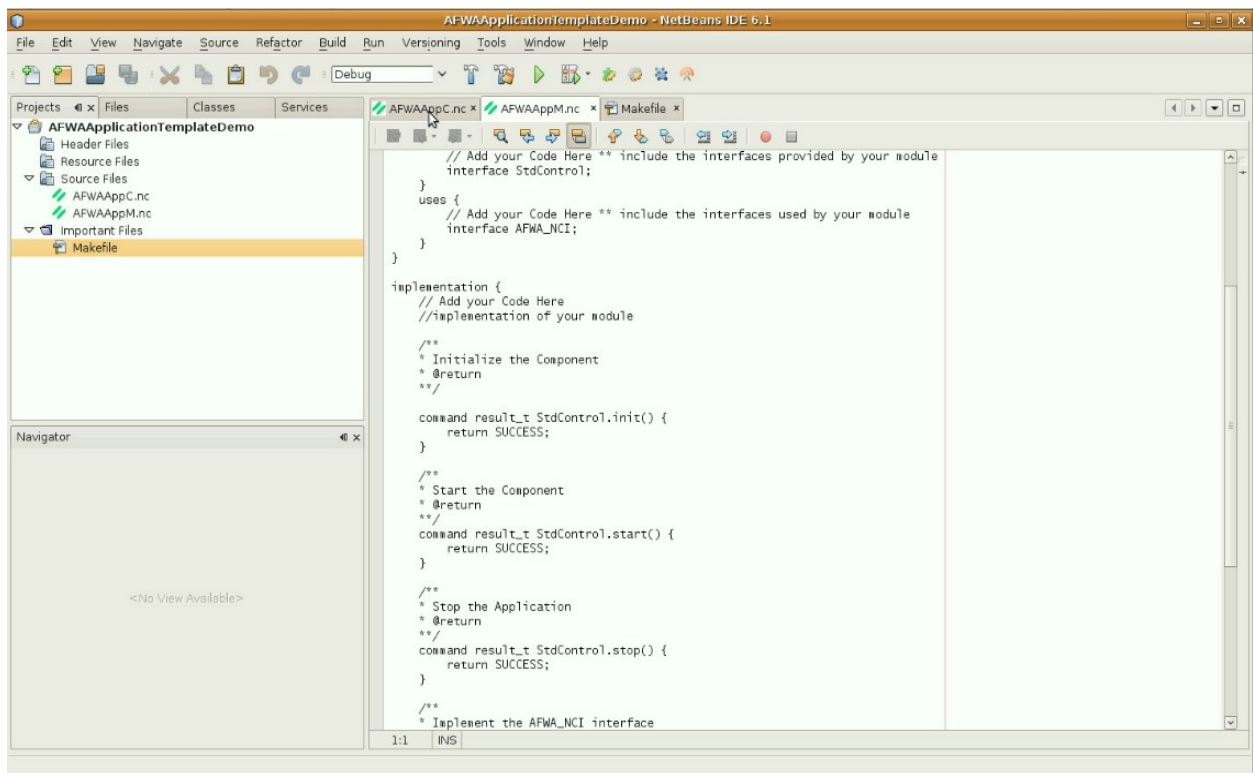 AFWAApplicationTemplateDemo - NetBeans IDE 6.1
File Edit View Navigate Source Refactor Build Run Versioning Tools Window Help
Debug
Projects Files Classes Services
AFWAApplicationTemplateDemo
Header Files
Resource Files
Source Files
AFWAAppC.nc
AFWAAppM.nc
Important Files
Makefile
Navigator
<No View Available>
AFWAAppC.nc AFWAAppM.nc Makefile
// Add your Code Here ** include the interfaces provided by your module
interface StdControl;
}
uses {
// Add your Code Here ** include the interfaces used by your module
interface AFWA_NCI;
}
}
implementation {
// Add your Code Here
//implementation of your module
/**
* Initialize the Component
* @return
**/
command result_t StdControl.init() {
return SUCCESS;
}
/**
* Start the Component
* @return
**/
command result_t StdControl.start() {
return SUCCESS;
}
/**
* Stop the Application
* @return
**/
command result_t StdControl.stop() {
return SUCCESS;
}
/**
* Implement the AFWA_NCI interface
1:1 INS